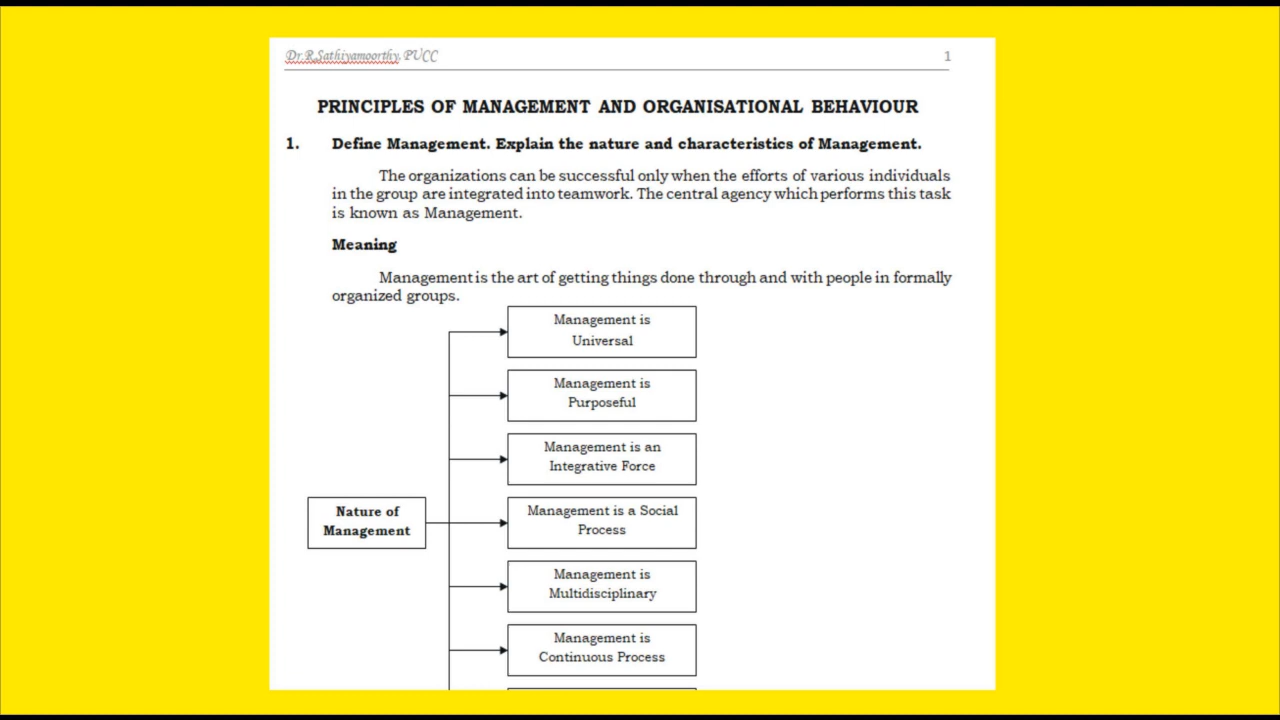 Dr.R.Sathiyamoorthy, PUCC
1
PRINCIPLES OF MANAGEMENT AND ORGANISATIONAL BEHAVIOUR
1. Define Management. Explain the nature and characteristics of Management.
The organizations can be successful only when the efforts of various individuals
in the group are integrated into teamwork. The central agency which performs this task
is known as Management.
Meaning
Management is the art of getting things done through and with people in formally
organized groups.
Management is
Universal
Management is
Purposeful
Management is an
Integrative Force
Nature of
Management
Management is a Social
Process
Management is
Multidisciplinary
Management is
Continuous Process